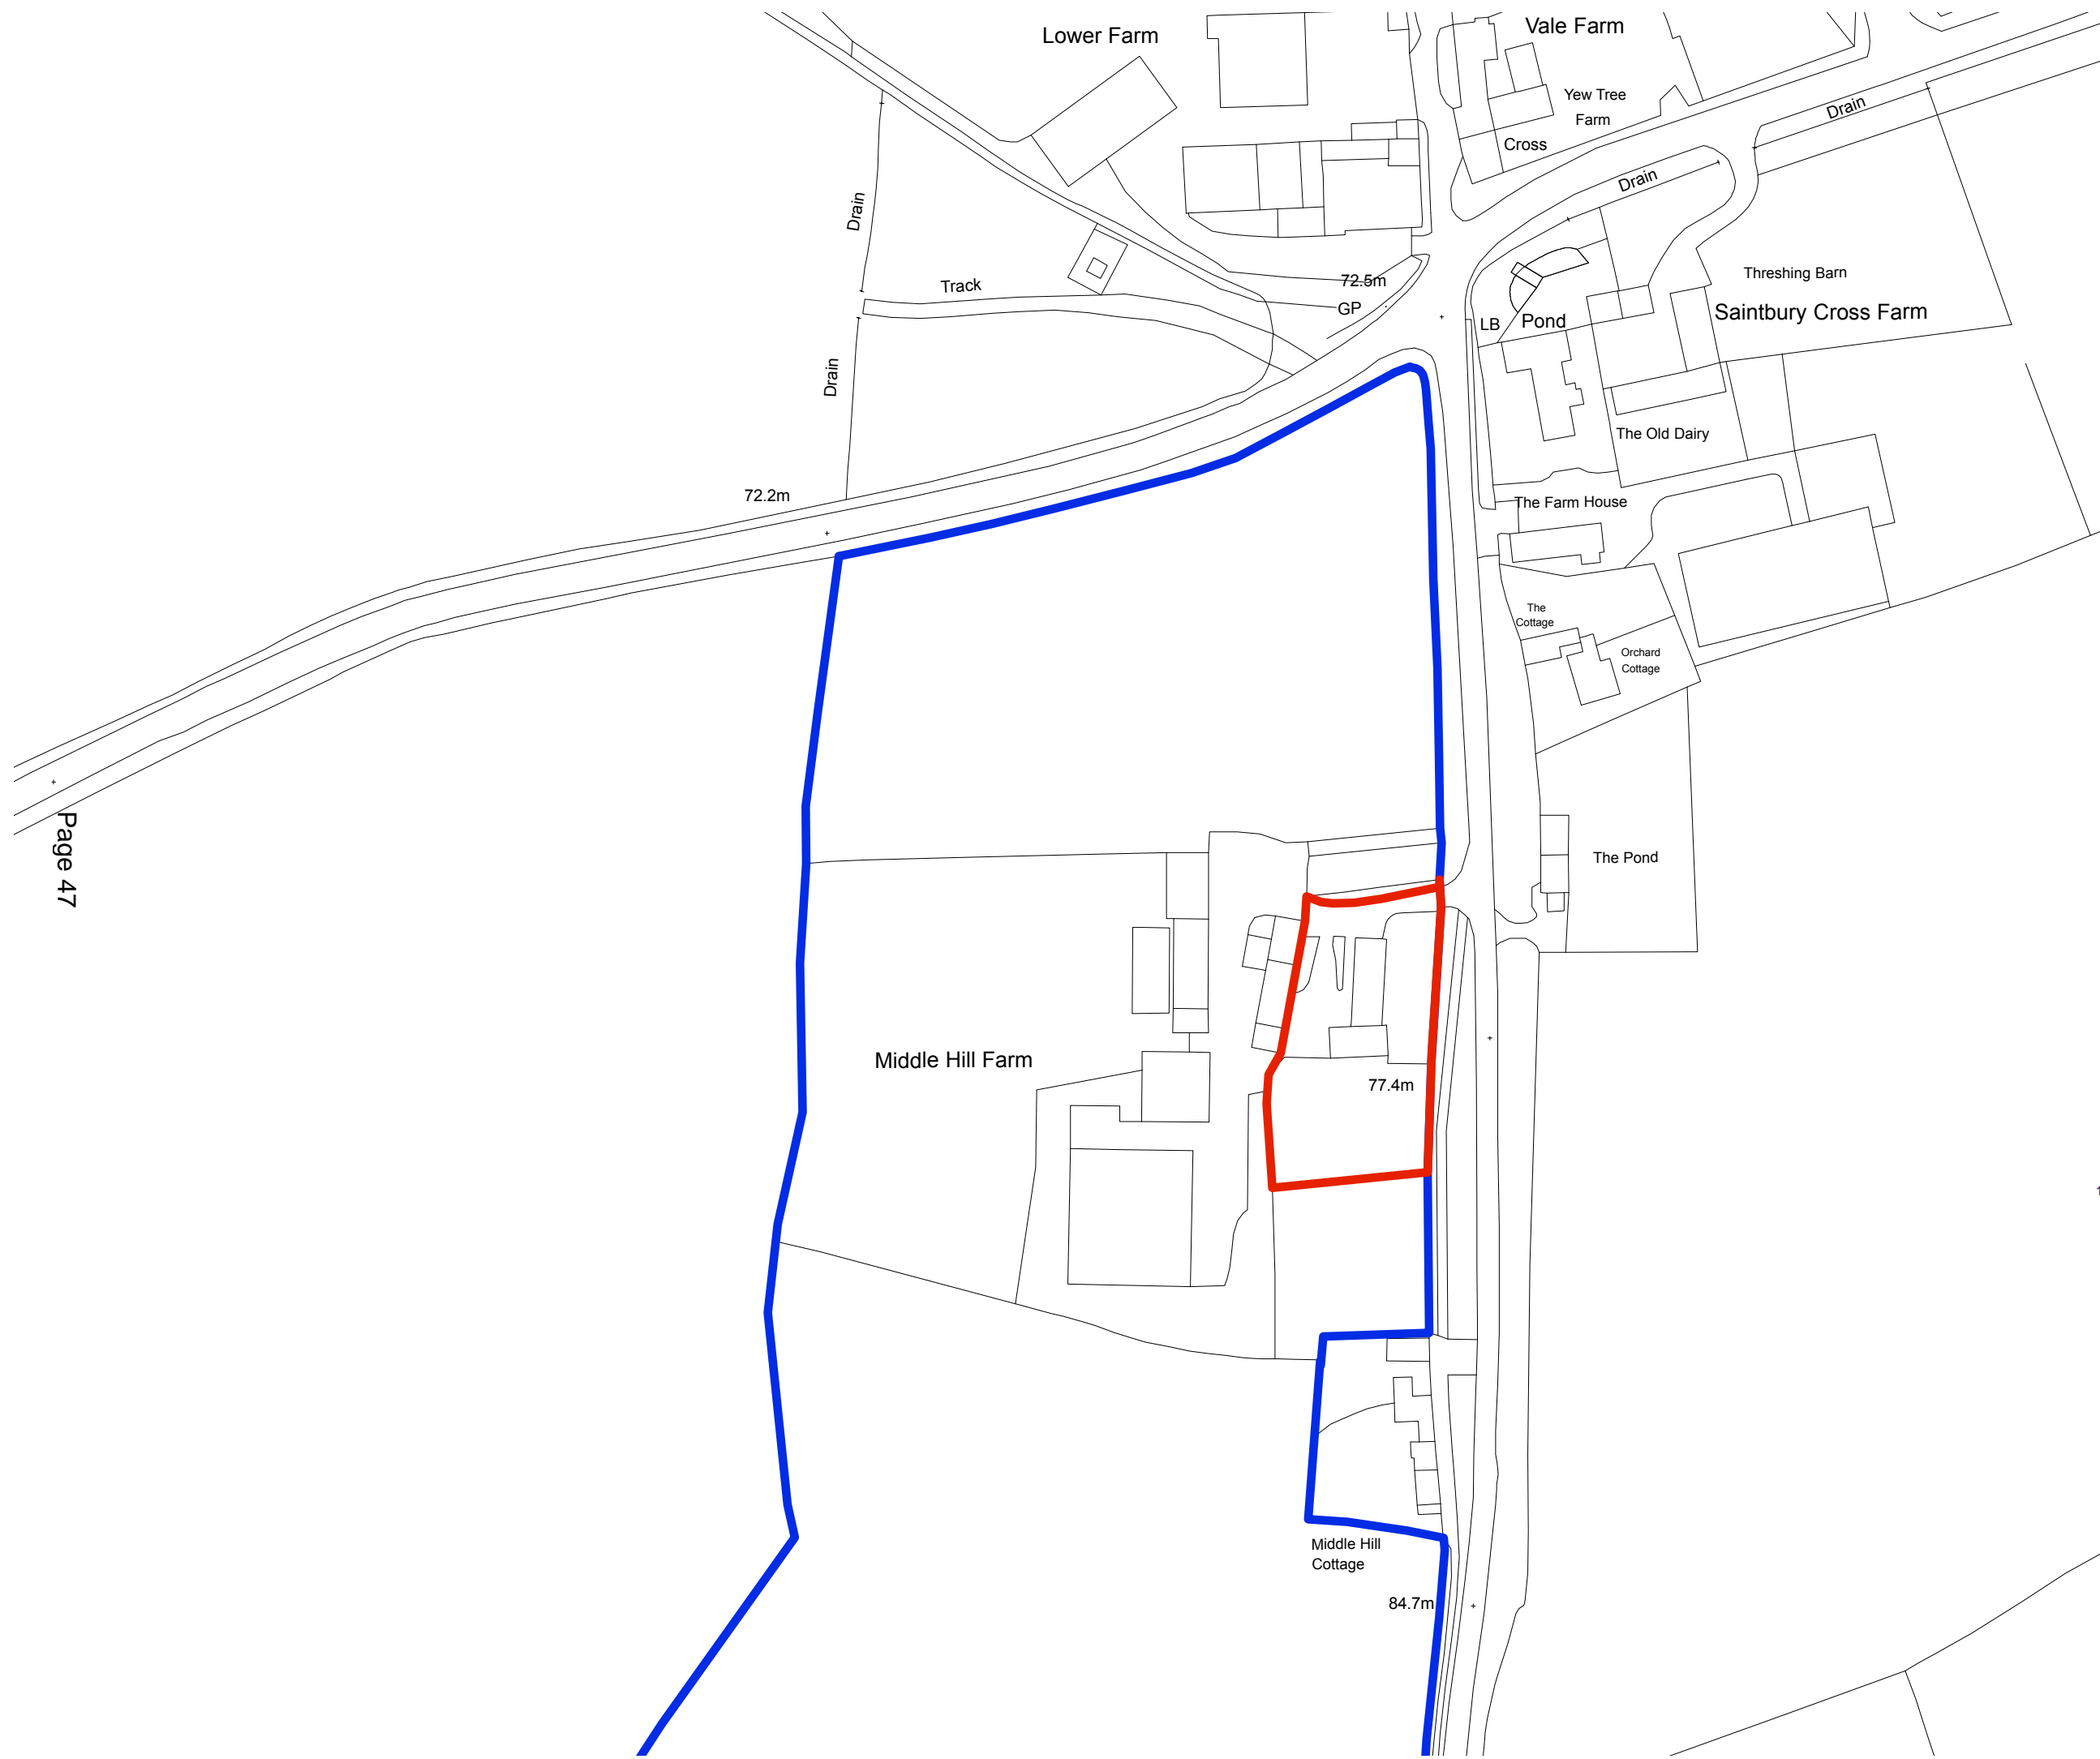 Lower Farm
Vale Farm
Yew Tree
Farm
Cross
Drain
Drain
Drain
Track
72.5m
GP
LB
Pond
Threshing Barn
Saintbury Cross Farm
Drain
The Old Dairy
72.2m
The Farm House
The
Cottage
Orchard
Cottage
Page 47
The Pond
Middle Hill Farm
77.4m
Middle Hill
Cottage
84.7m